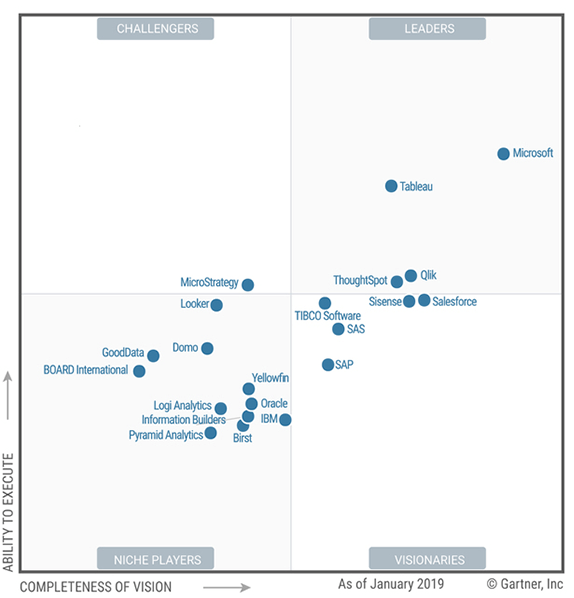 CHALLENGERS
LEADERS
Microsoft
Tableau
Qlik
ThoughtSpot
MicroStrategy
Looker
Sisense
Salesforce
TIBCO Software
SAS
Domo
GoodData
SAP
BOARD International
Yellowfin
Logi Analytics
Oracle
Information Builders
IBM
Pyramid Analytics
Birst
ABILITY TO EXECUTE
NICHE PLAYERS
VISIONARIES
COMPLETENESS OF VISION
As of January 2019
© Gartner, Inc